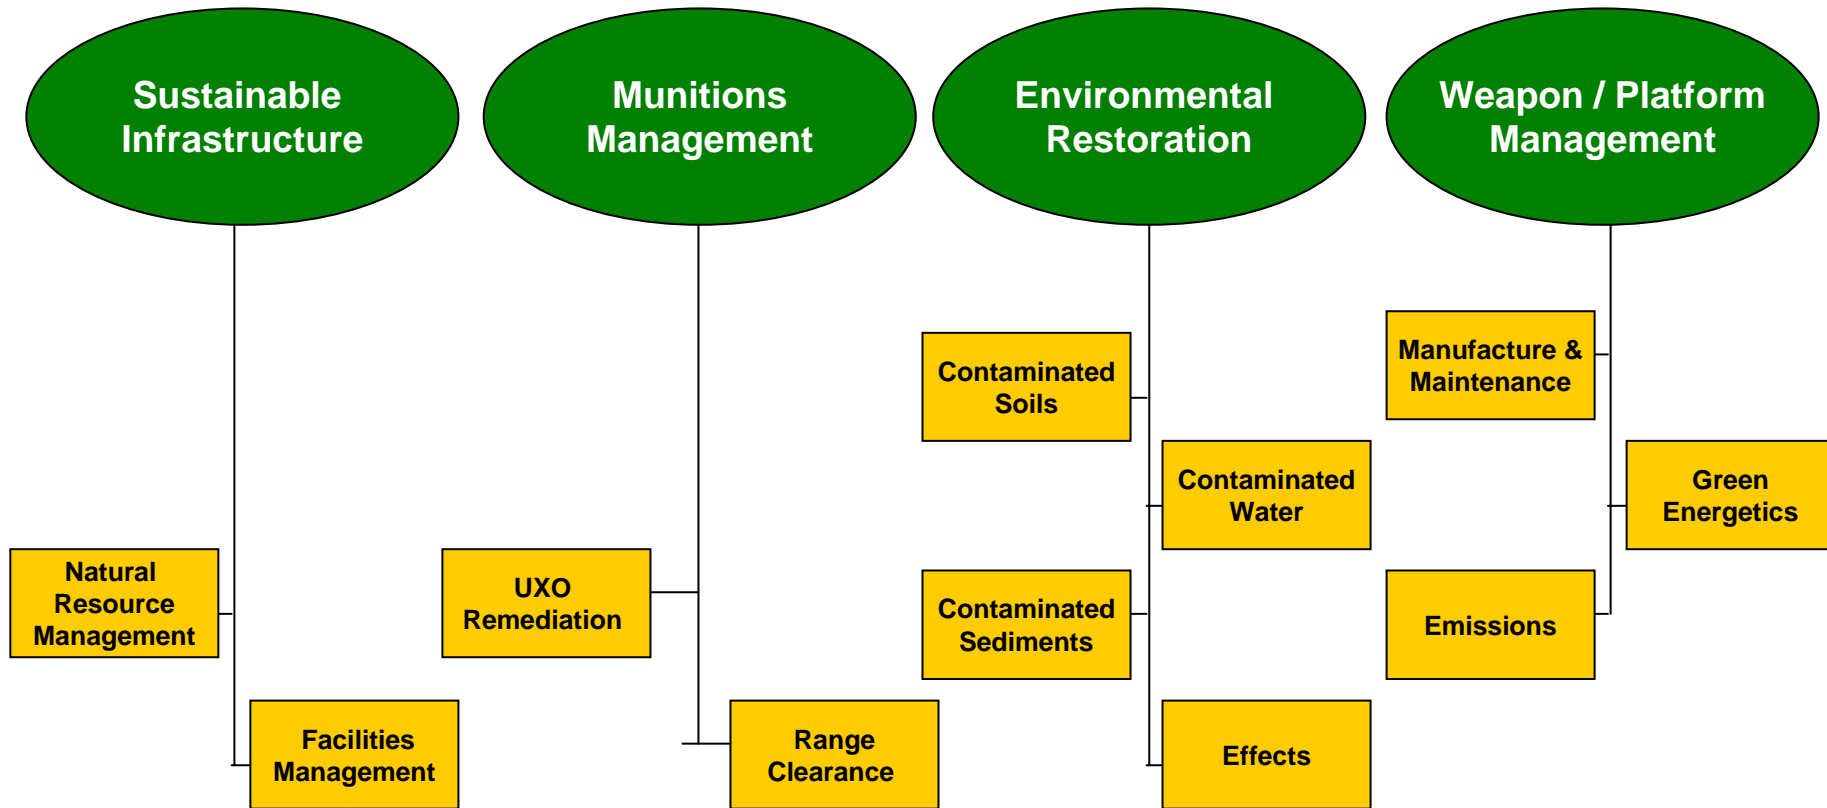 Sustainable
Infrastructure
Munitions
Management
Environmental
Restoration
Weapon / Platform
Management
Manufacture &
Maintenance
Contaminated
Soils
Contaminated
Water
Green
Energetics
Natural
Resource
Management
UXO
Remediation
Contaminated
Sediments
Emissions
Facilities
Management
Range
Clearance
Effects